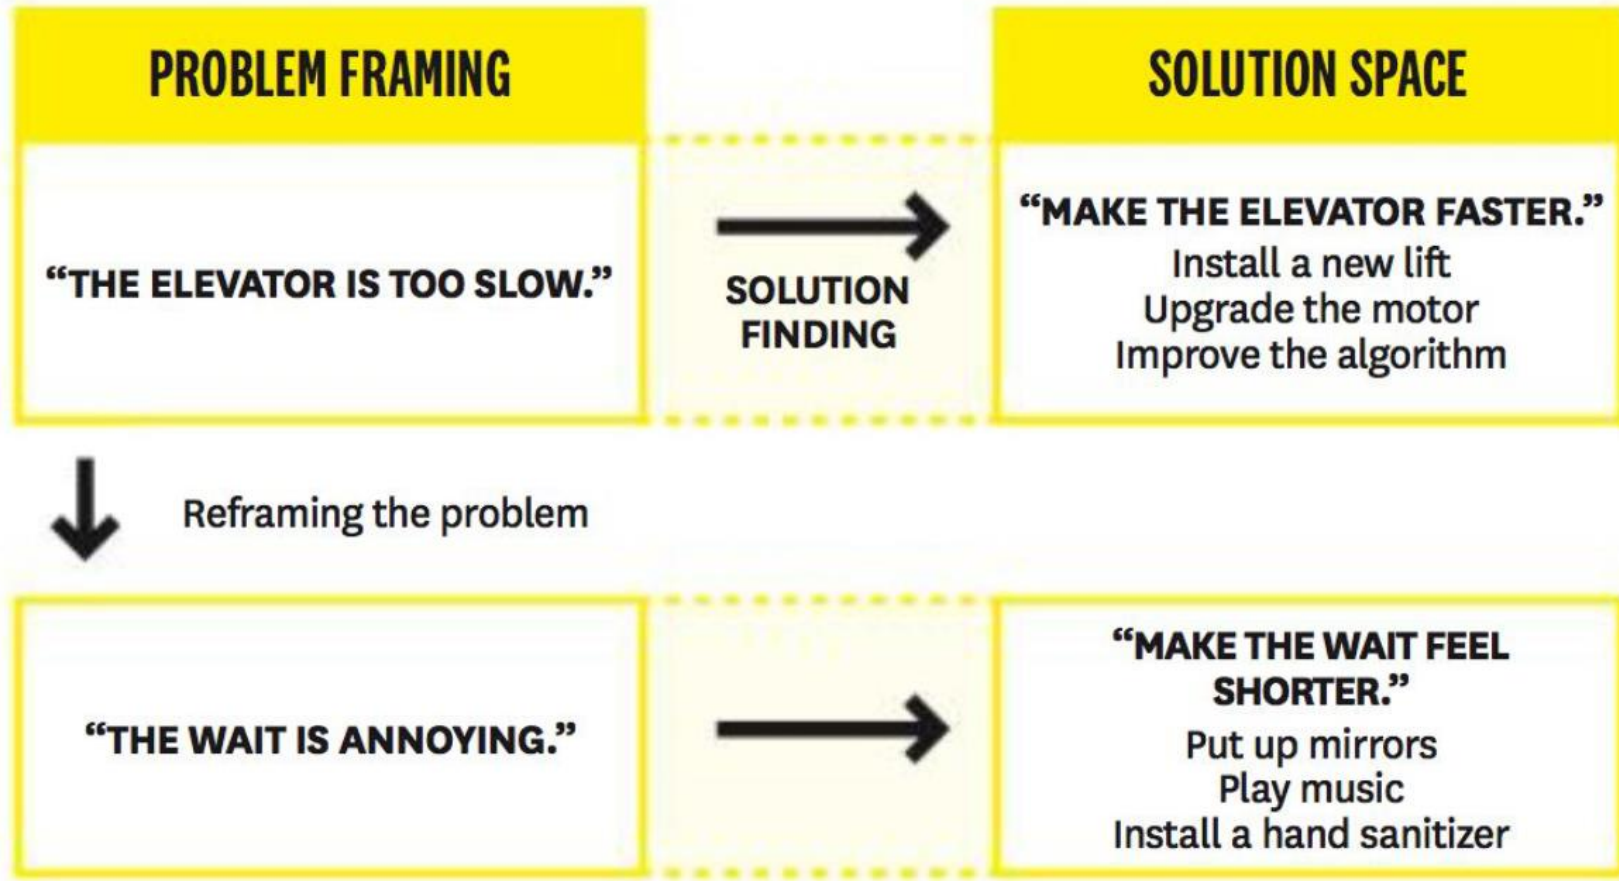 PROBLEM FRAMING
SOLUTION SPACE
“THE ELEVATOR IS TOO SLOW.”
SOLUTION
FINDING
“MAKE THE ELEVATOR FASTER.”
Install a new lift
Upgrade the motor
Improve the algorithm
Reframing the problem
“THE WAIT IS ANNOYING.”
“MAKE THE WAIT FEEL
SHORTER.”
Put up mirrors
Play music
Install a hand sanitizer